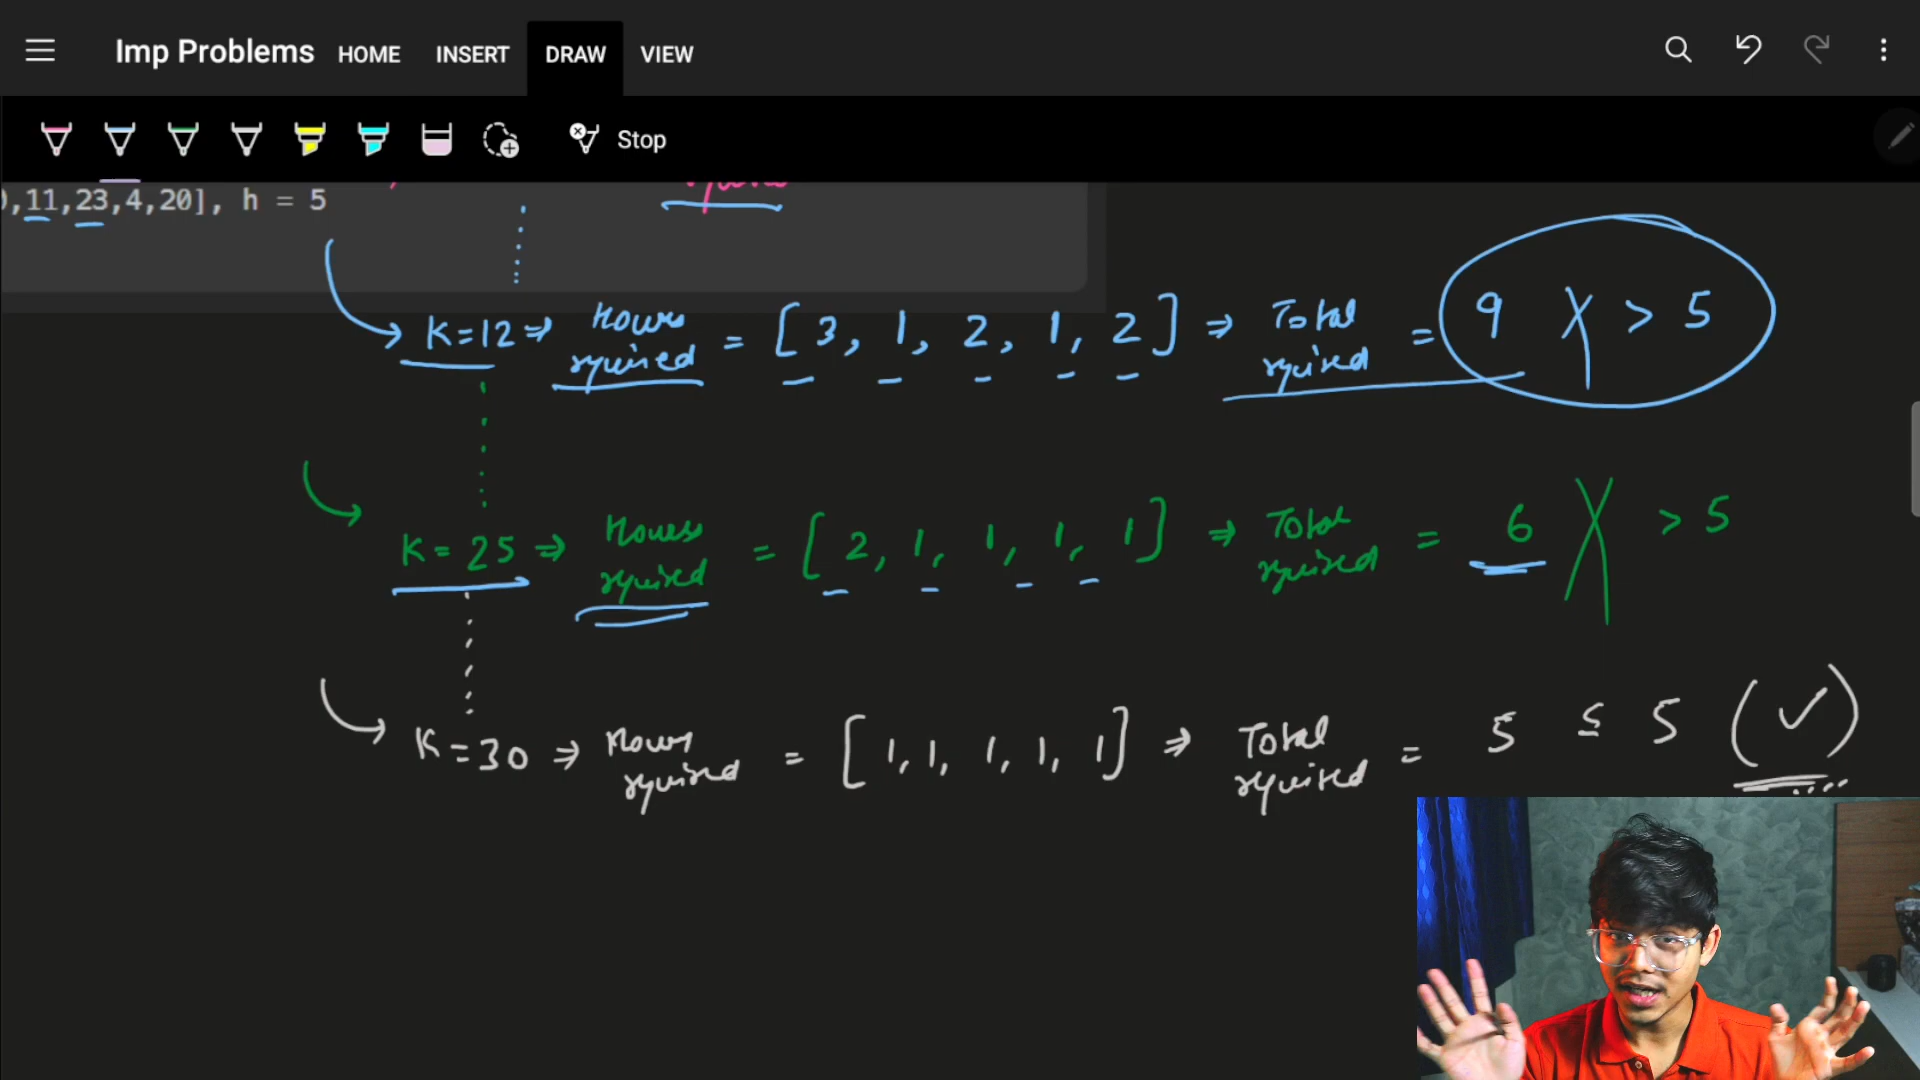 Imp Problems HOME INSERT DRAW VIEW
Stop
,11,23,4,20], h = 5
K=12 ⇒ Hours required = [3, 1, 2, 1, 2] ⇒ Total required = 9 X > 5
K = 25 ⇒ Hours required = [2, 1, 1, 1, 1] ⇒ Total required = 6 X > 5
K=30 ⇒ Hours required = [1, 1, 1, 1, 1] ⇒ Total required = 5 ≤ 5 (✓)